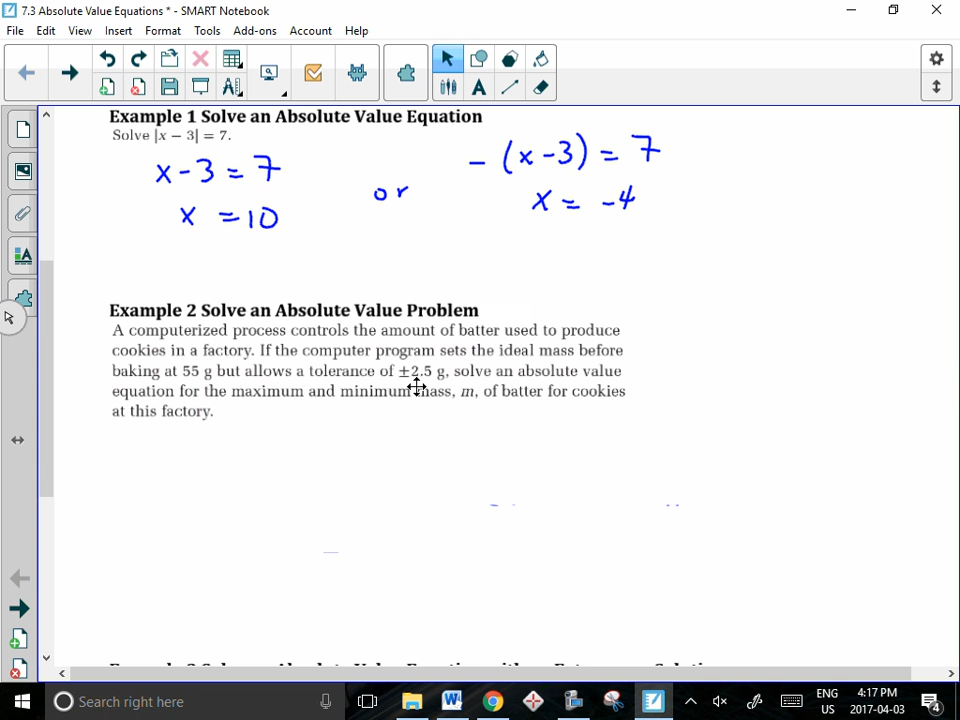 7.3 Absolute Value Equations * - SMART Notebook
File Edit View Insert Format Tools Add-ons Account Help
Example 1 Solve an Absolute Value Equation
Solve |x − 3| = 7.
x - 3 = 7
or
- (x - 3) = 7
x = 10
x = -4
Example 2 Solve an Absolute Value Problem
A computerized process controls the amount of batter used to produce
cookies in a factory. If the computer program sets the ideal mass before
baking at 55 g but allows a tolerance of ±2.5 g, solve an absolute value
equation for the maximum and minimum mass, m, of batter for cookies
at this factory.
Search right here
ENG
US
4:17 PM
2017-04-03
4